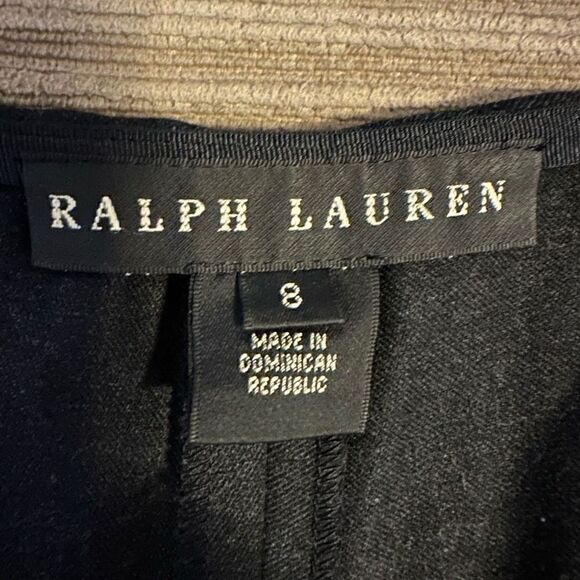 RALPH LAUREN
8
MADE IN
DOMINICAN
REPUBLIC